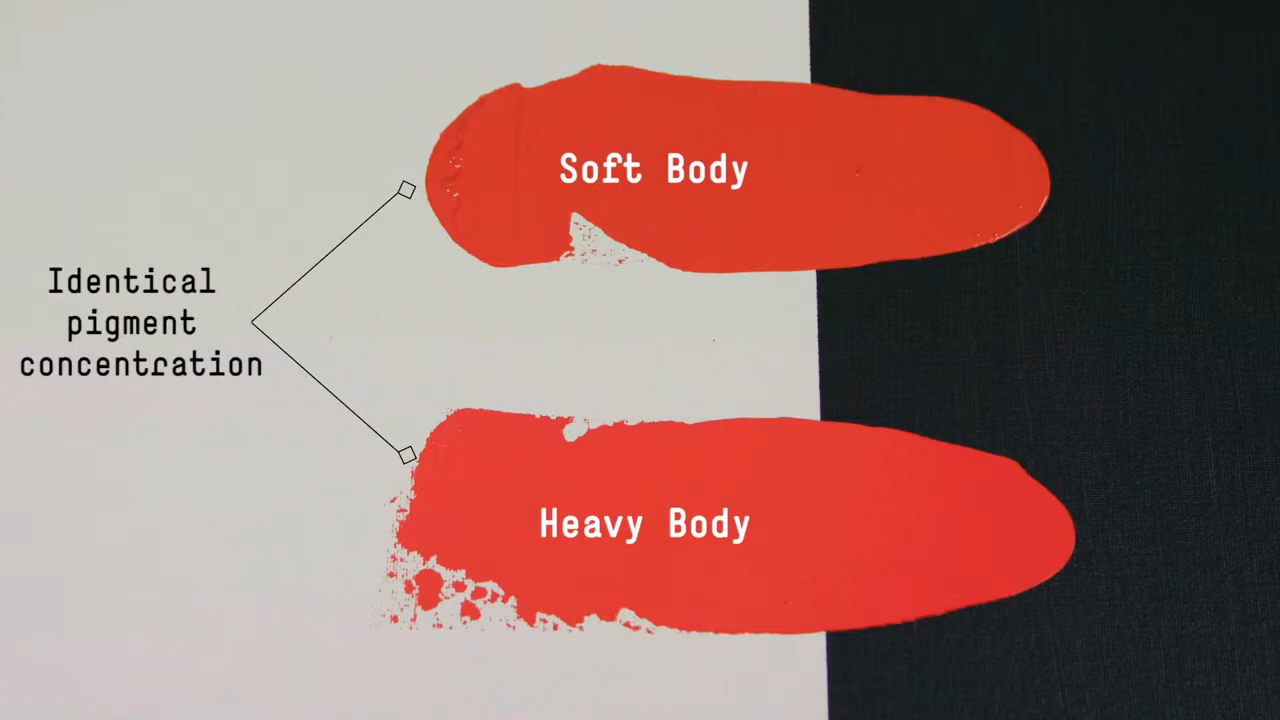 Soft Body
Identical
pigment
concentration
Heavy Body